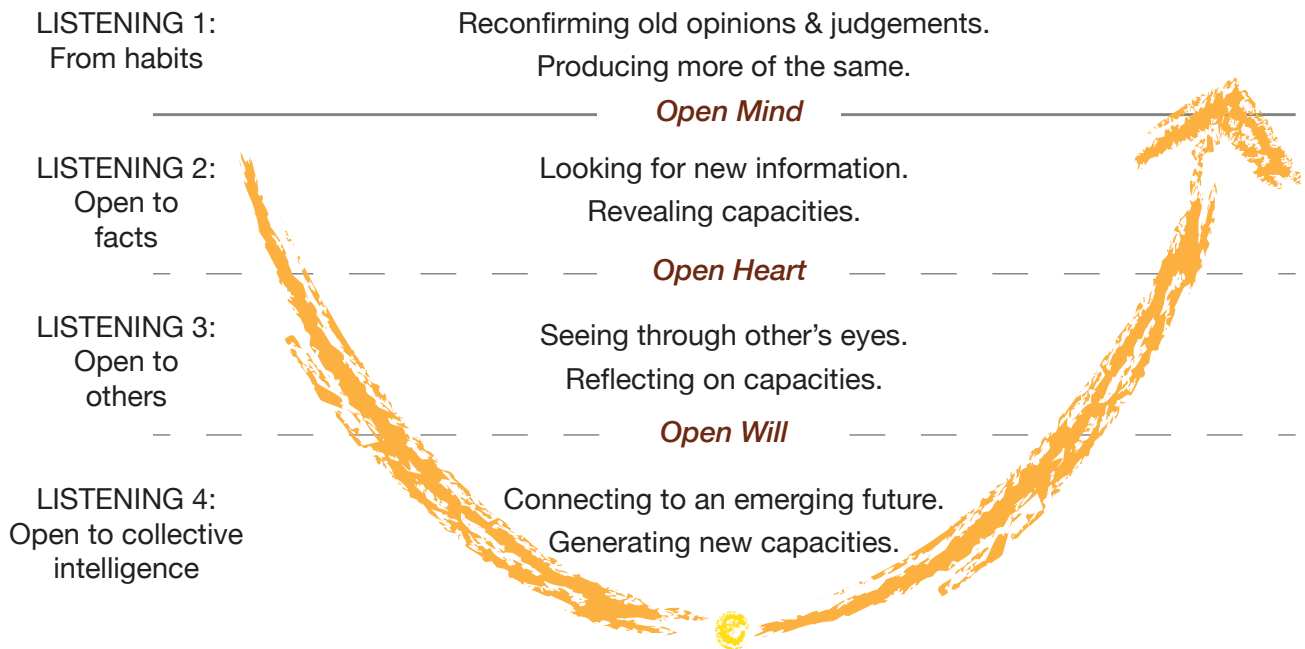 LISTENING 1:
From habits
Reconfirming old opinions & judgements.
Producing more of the same.
Open Mind
LISTENING 2:
Open to
facts
Looking for new information.
Revealing capacities.
Open Heart
LISTENING 3:
Open to
others
Seeing through other’s eyes.
Reflecting on capacities.
Open Will
LISTENING 4:
Open to collective
intelligence
Connecting to an emerging future.
Generating new capacities.